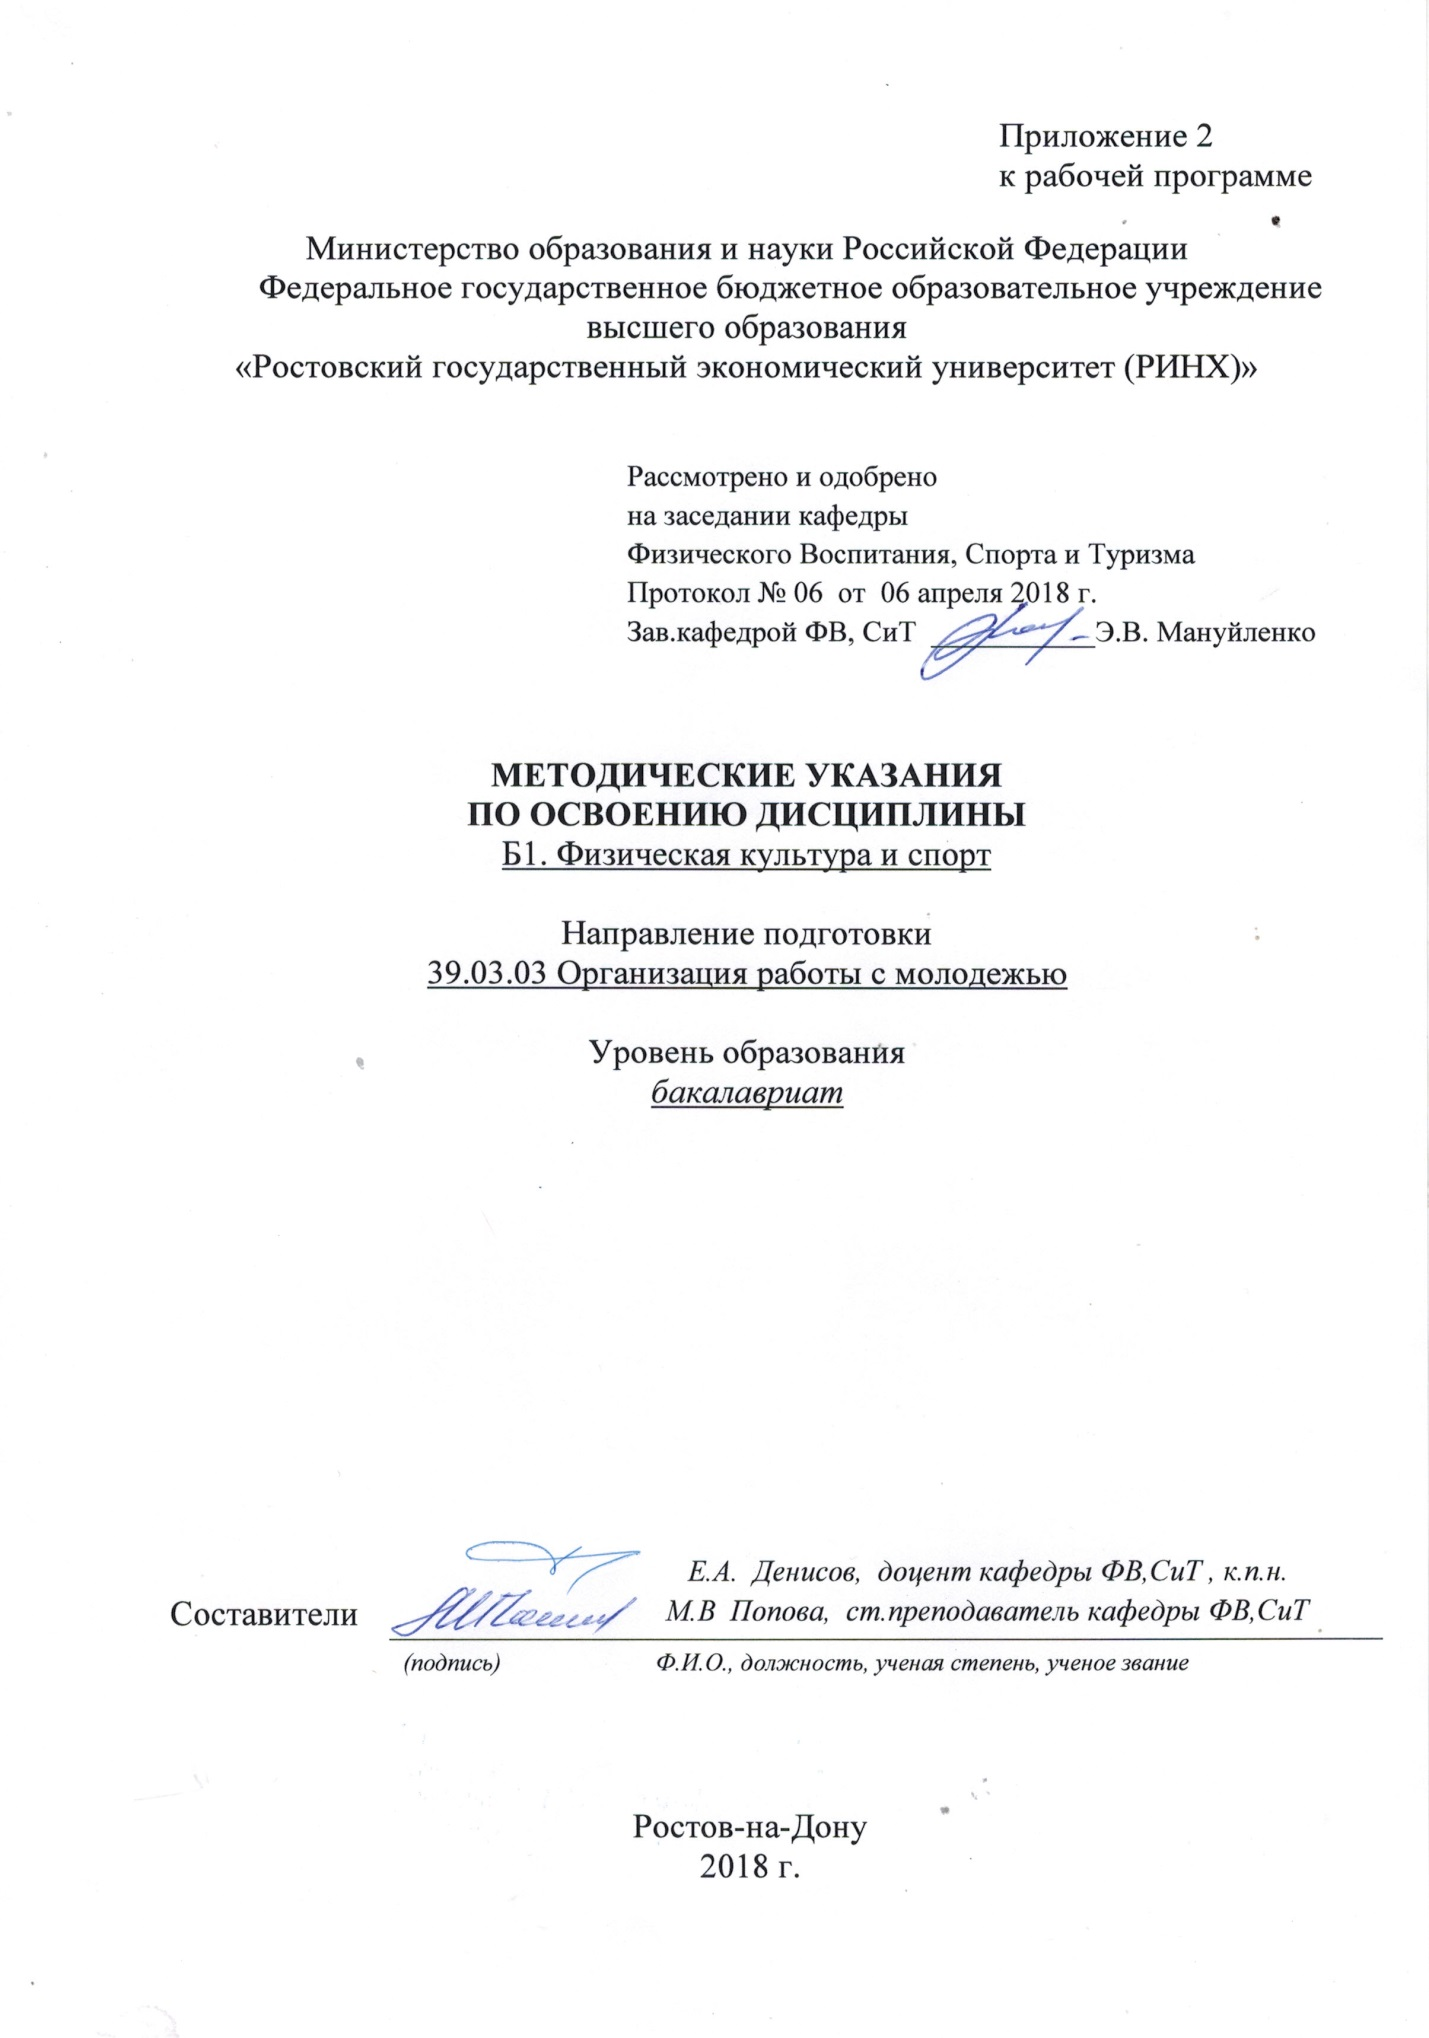 Приложение 2
к рабочей программе
Министерство образования и науки Российской Федерации
Федеральное государственное бюджетное образовательное учреждение
высшего образования
«Ростовский государственный экономический университет (РИНХ)»
Рассмотрено и одобрено
на заседании кафедры
Физического Воспитания, Спорта и Туризма
Протокол № 06 от 06 апреля 2018 г.
Зав.кафедрой ФВ, СиТ ____________Э.В. Мануйленко
МЕТОДИЧЕСКИЕ УКАЗАНИЯ
ПО ОСВОЕНИЮ ДИСЦИПЛИНЫ
Б1. Физическая культура и спорт
Направление подготовки
39.03.03 Организация работы с молодежью
Уровень образования
бакалавриат
Е.А. Денисов, доцент кафедры ФВ,СиТ , к.п.н.
Составители М.В Попова, ст.преподаватель кафедры ФВ,СиТ
(подпись) Ф.И.О., должность, ученая степень, ученое звание
Ростов-на-Дону
2018 г.